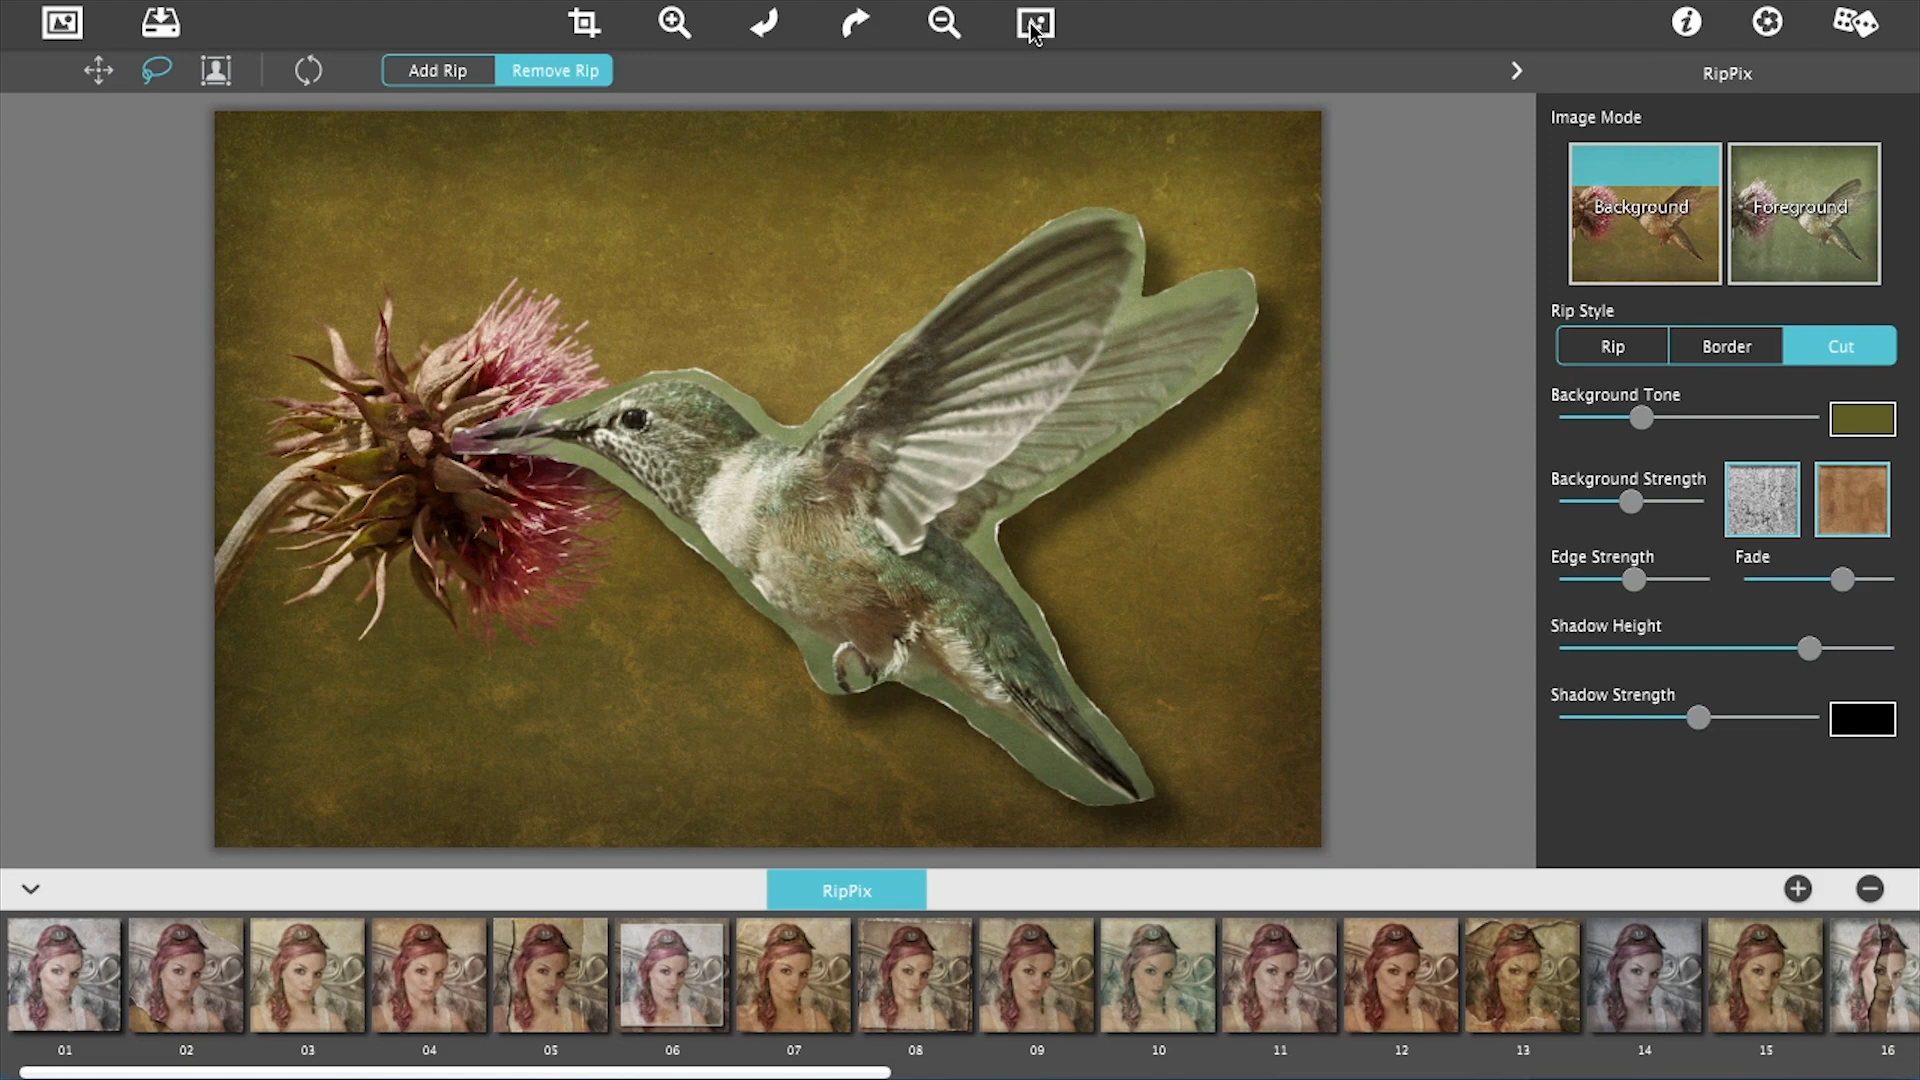 Add Rip
Remove Rip
RipPix
Image Mode
Background
Foreground
Rip Style
Rip
Border
Cut
Background Tone
Background Strength
Edge Strength
Fade
Shadow Height
Shadow Strength
RipPix
01
02
03
04
05
06
07
08
09
10
11
12
13
14
15
16